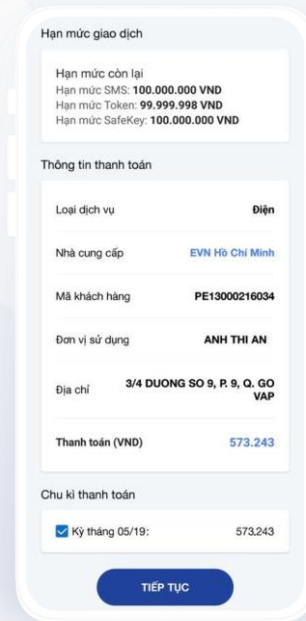 Hạn mức giao dịch
Hạn mức còn lại
Hạn mức SMS: 100.000.000 VND
Hạn mức Token: 99.999.998 VND
Hạn mức SafeKey: 100.000.000 VND
Thông tin thanh toán
Loại dịch vụ Điện
Nhà cung cấp EVN Hồ Chí Minh
Mã khách hàng PE13000216034
Đơn vị sử dụng ANH THI AN
Địa chỉ 3/4 DUONG SO 9, P. 9, Q. GO
VAP
Thanh toán (VND) 573.243
Chu kì thanh toán
Kỳ tháng 05/19: 573,243
TIẾP TỤC